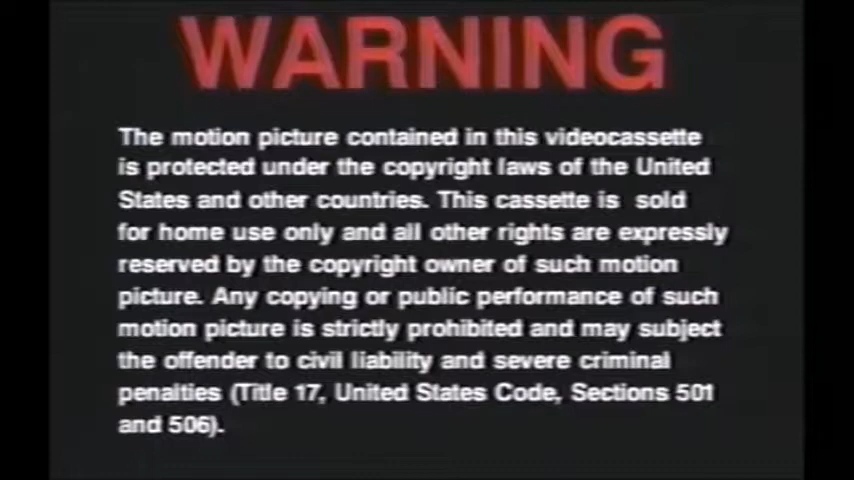 WARNING
The motion picture contained in this videocassette
is protected under the copyright laws of the United
States and other countries. This cassette is sold
for home use only and all other rights are expressly
reserved by the copyright owner of such motion
picture. Any copying or public performance of such
motion picture is strictly prohibited and may subject
the offender to civil liability and severe criminal
penalties (Title 17, United States Code, Sections 501
and 506).